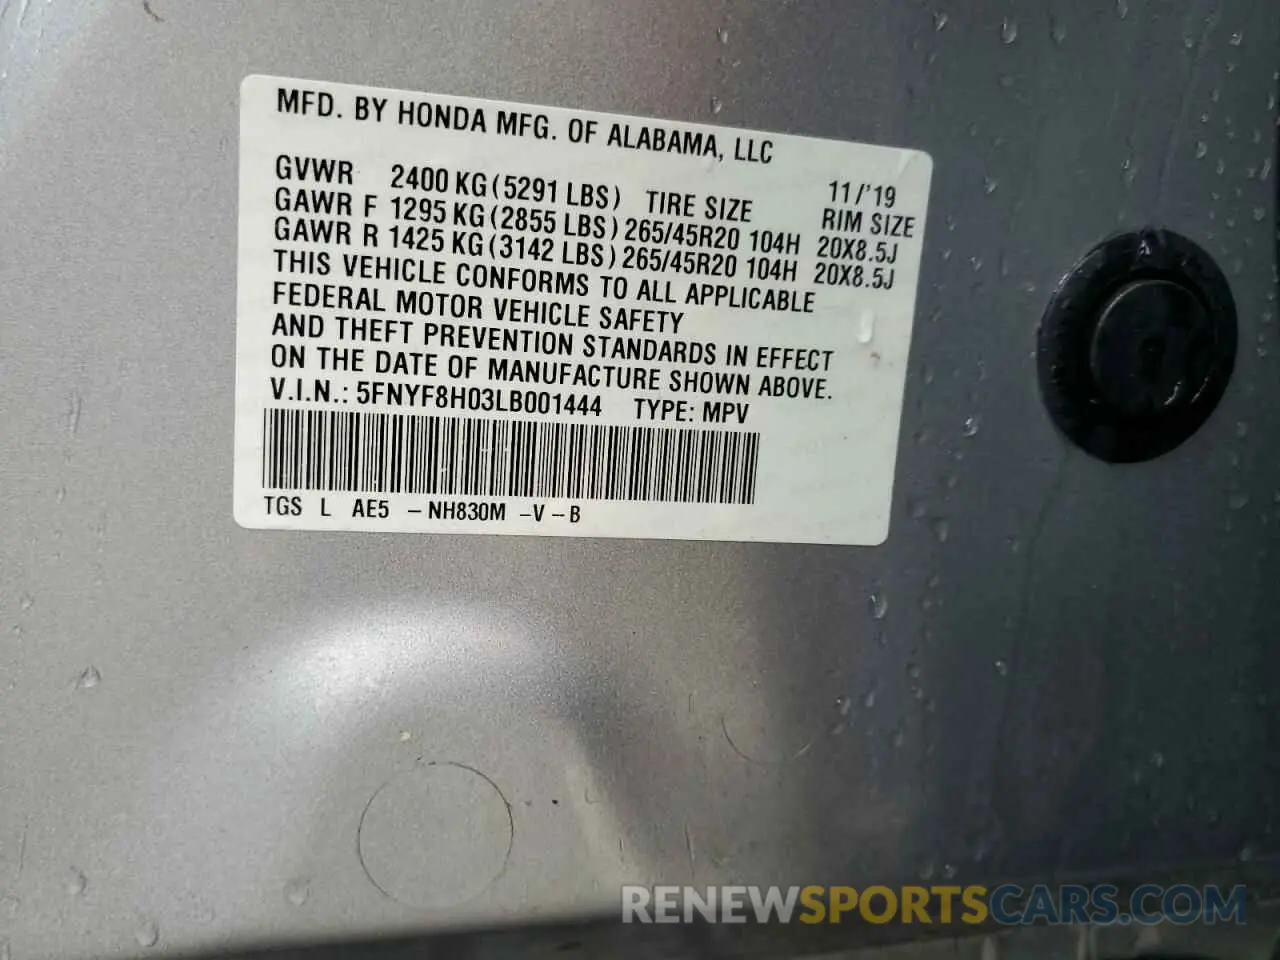 MFD. BY HONDA MFG. OF ALABAMA, LLC
11/'19
GVWR 2400 KG (5291 LBS) TIRE SIZE RIM SIZE
GAWR F 1295 KG (2855 LBS) 265/45R20 104H 20X8.5J
GAWR R 1425 KG (3142 LBS) 265/45R20 104H 20X8.5J
THIS VEHICLE CONFORMS TO ALL APPLICABLE
FEDERAL MOTOR VEHICLE SAFETY
AND THEFT PREVENTION STANDARDS IN EFFECT
ON THE DATE OF MANUFACTURE SHOWN ABOVE.
V.I.N.: 5FNYF8H03LB001444 TYPE: MPV
TGS L AE5 -NH830M -V-B
RENEWSPORTSCARS.COM